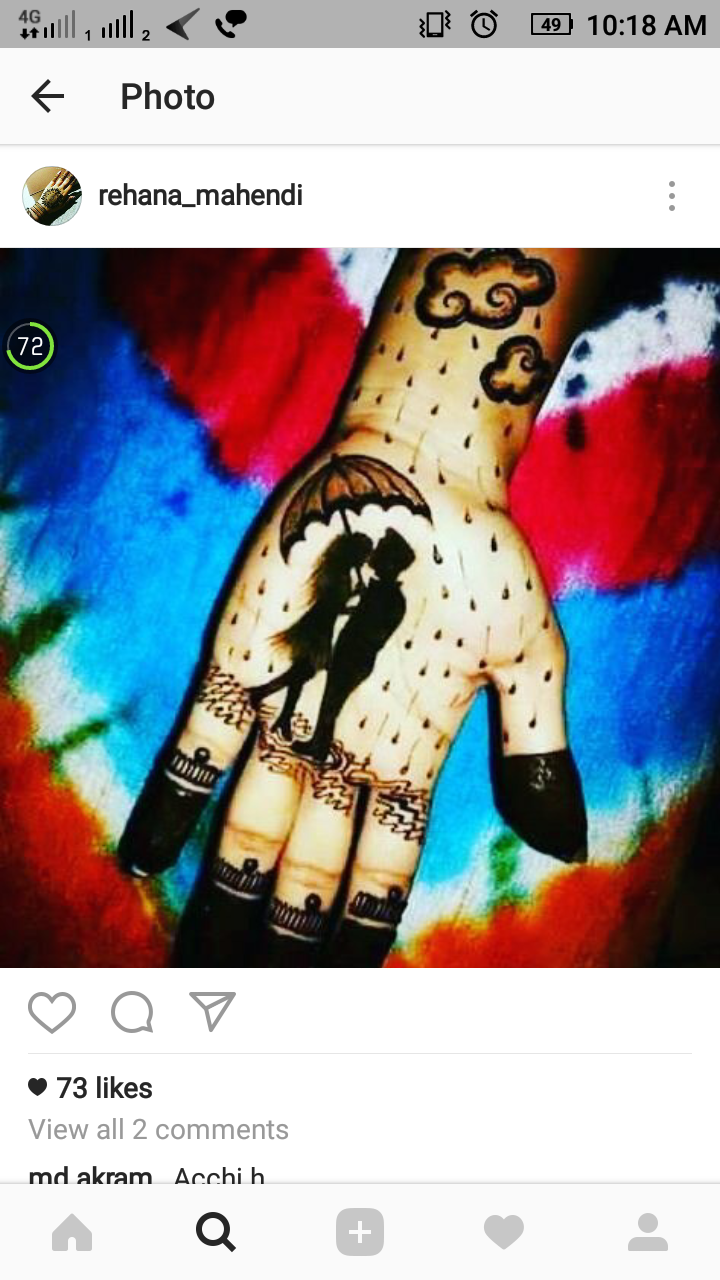 4G 1 2 49 10:18 AM
Photo
rehana_mahendi
72
73 likes
View all 2 comments
md akram Acchi h